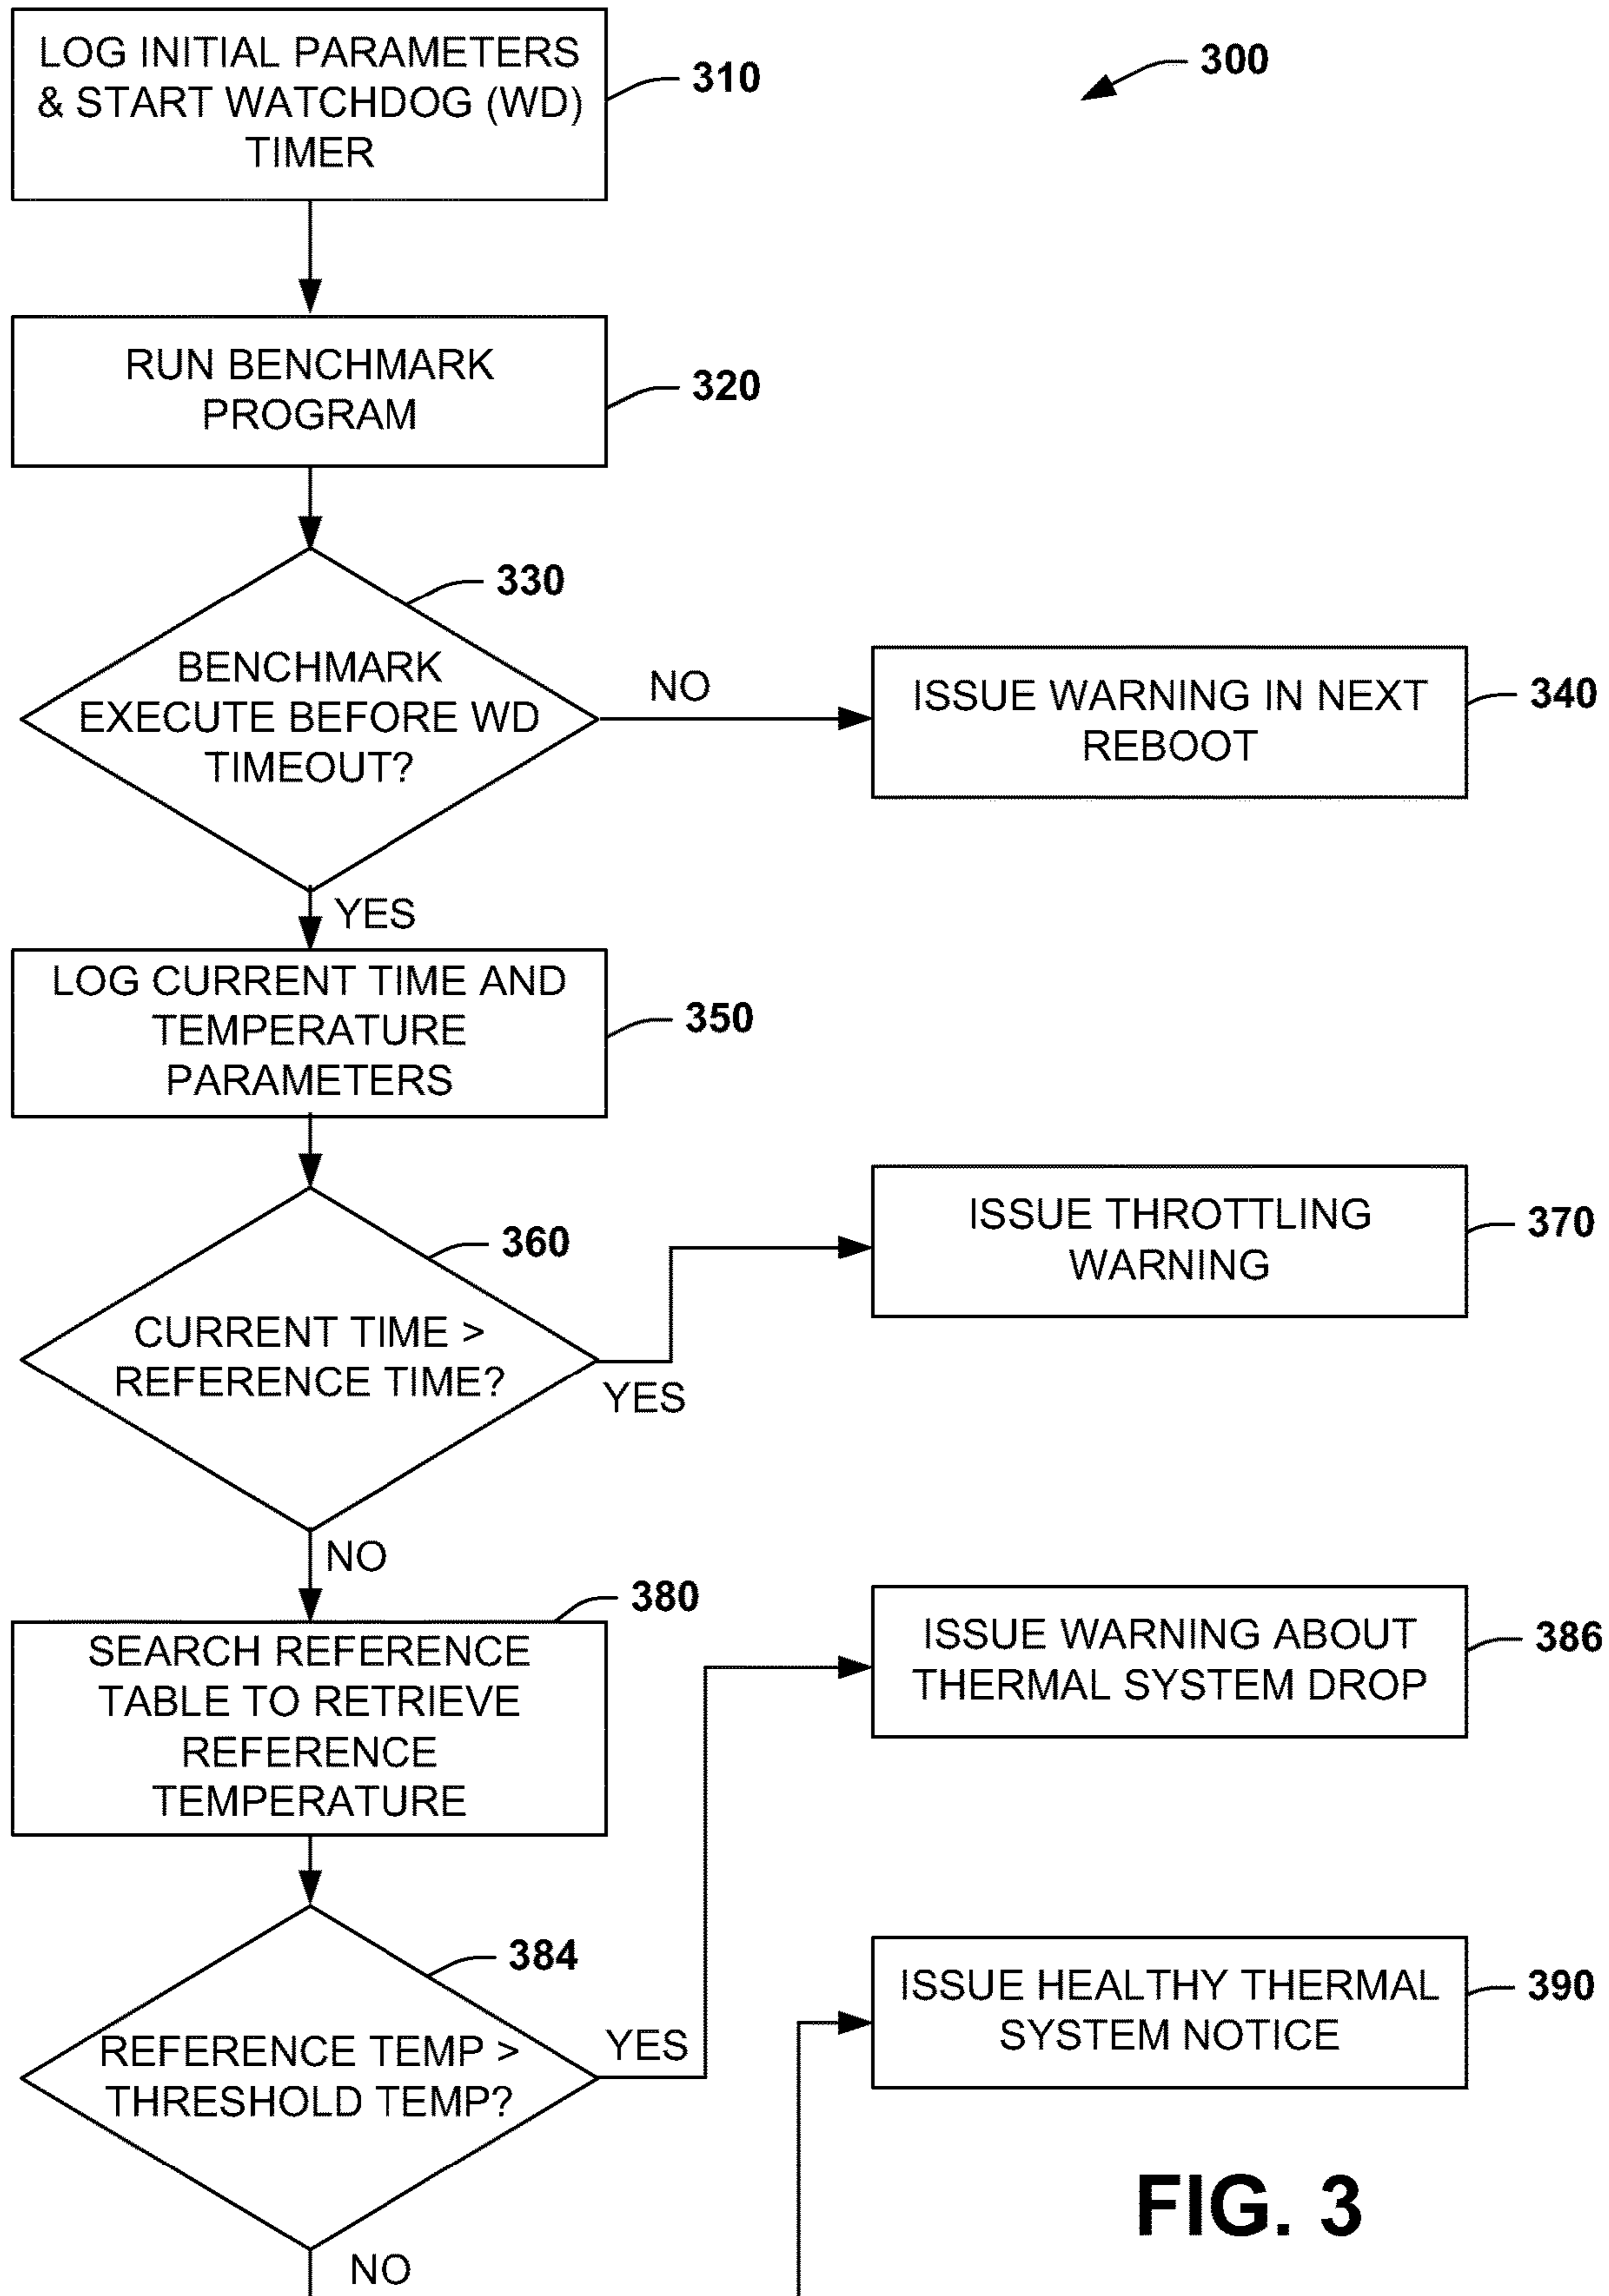 LOG INITIAL PARAMETERS
& START WATCHDOG (WD)
TIMER
310
300
RUN BENCHMARK
PROGRAM
320
330
BENCHMARK
EXECUTE BEFORE WD
TIMEOUT?
NO
ISSUE WARNING IN NEXT
REBOOT
340
YES
LOG CURRENT TIME AND
TEMPERATURE
PARAMETERS
350
360
CURRENT TIME >
REFERENCE TIME?
YES
ISSUE THROTTLING
WARNING
370
NO
380
SEARCH REFERENCE
TABLE TO RETRIEVE
REFERENCE
TEMPERATURE
ISSUE WARNING ABOUT
THERMAL SYSTEM DROP
386
384
REFERENCE TEMP >
THRESHOLD TEMP?
YES
ISSUE HEALTHY THERMAL
SYSTEM NOTICE
390
NO
FIG. 3